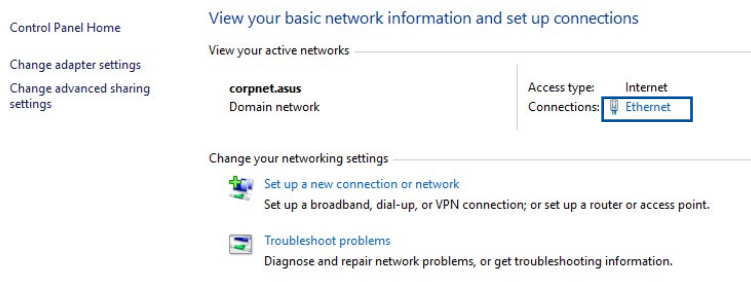 View your basic network information and set up connections
Control Panel Home
Change adapter settings
Change advanced sharing
settings
View your active networks
corpnet.asus
Domain network
Access type: Internet
Connections: Ethernet
Change your networking settings
Set up a new connection or network
Set up a broadband, dial-up, or VPN connection; or set up a router or access point.
Troubleshoot problems
Diagnose and repair network problems, or get troubleshooting information.